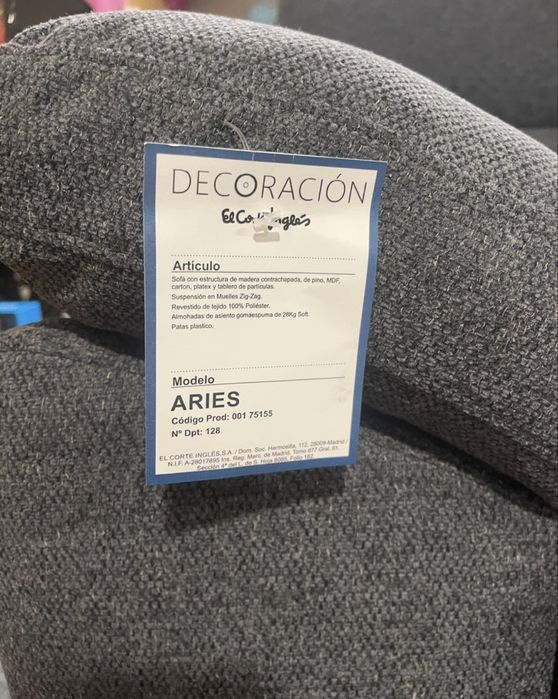 DECORACIÓN
El Corte Inglés
Artículo
Sofá con estructura de madera contrachapada, de pino, MDF,
carton, platex y tablero de partículas.
Suspensión en Muelles Zig-Zag.
Revestido de tejido 100% Poliéster.
Almohadas de asiento gomaespuma de 28Kg Soft.
Patas plastico.
Modelo
ARIES
Código Prod: 001 75155
Nº Dpt: 128
EL CORTE INGLÉS,S.A. / Dom. Soc. Hermosilla, 112, 28009-Madrid /
N.I.F. A-28017895 Ins. Reg. Merc. de Madrid, Tomo 677 Gral. 61.
Sección 4ª del L. de S. Hoja 8085, Folio 182.